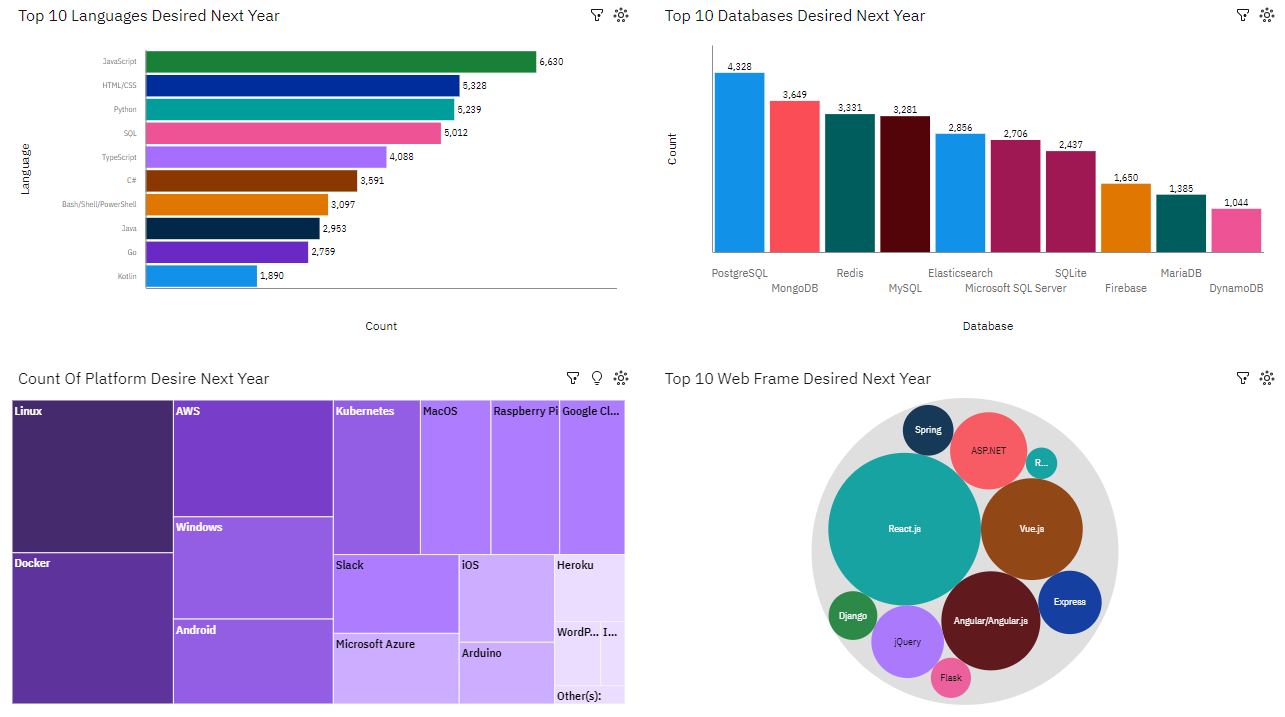 Top 10 Languages Desired Next Year
Language
JavaScript 6,630
HTML/CSS 5,328
Python 5,239
SQL 5,012
TypeScript 4,088
C# 3,591
Bash/Shell/PowerShell 3,097
Java 2,953
Go 2,759
Kotlin 1,890
Count
Top 10 Databases Desired Next Year
Count
4,328
3,649
3,331
3,281
2,856
2,706
2,437
1,650
1,385
1,044
PostgreSQL
MongoDB
Redis
MySQL
Elasticsearch
Microsoft SQL Server
SQLite
Firebase
MariaDB
DynamoDB
Database
Count Of Platform Desire Next Year
Linux
Docker
AWS
Windows
Android
Kubernetes
MacOS
Raspberry Pi
Google Cl...
Slack
Microsoft Azure
iOS
Arduino
Heroku
WordP...
I...
Other(s):
Top 10 Web Frame Desired Next Year
Spring
ASP.NET
R...
React.js
Vue.js
Express
Angular/Angular.js
Django
jQuery
Flask